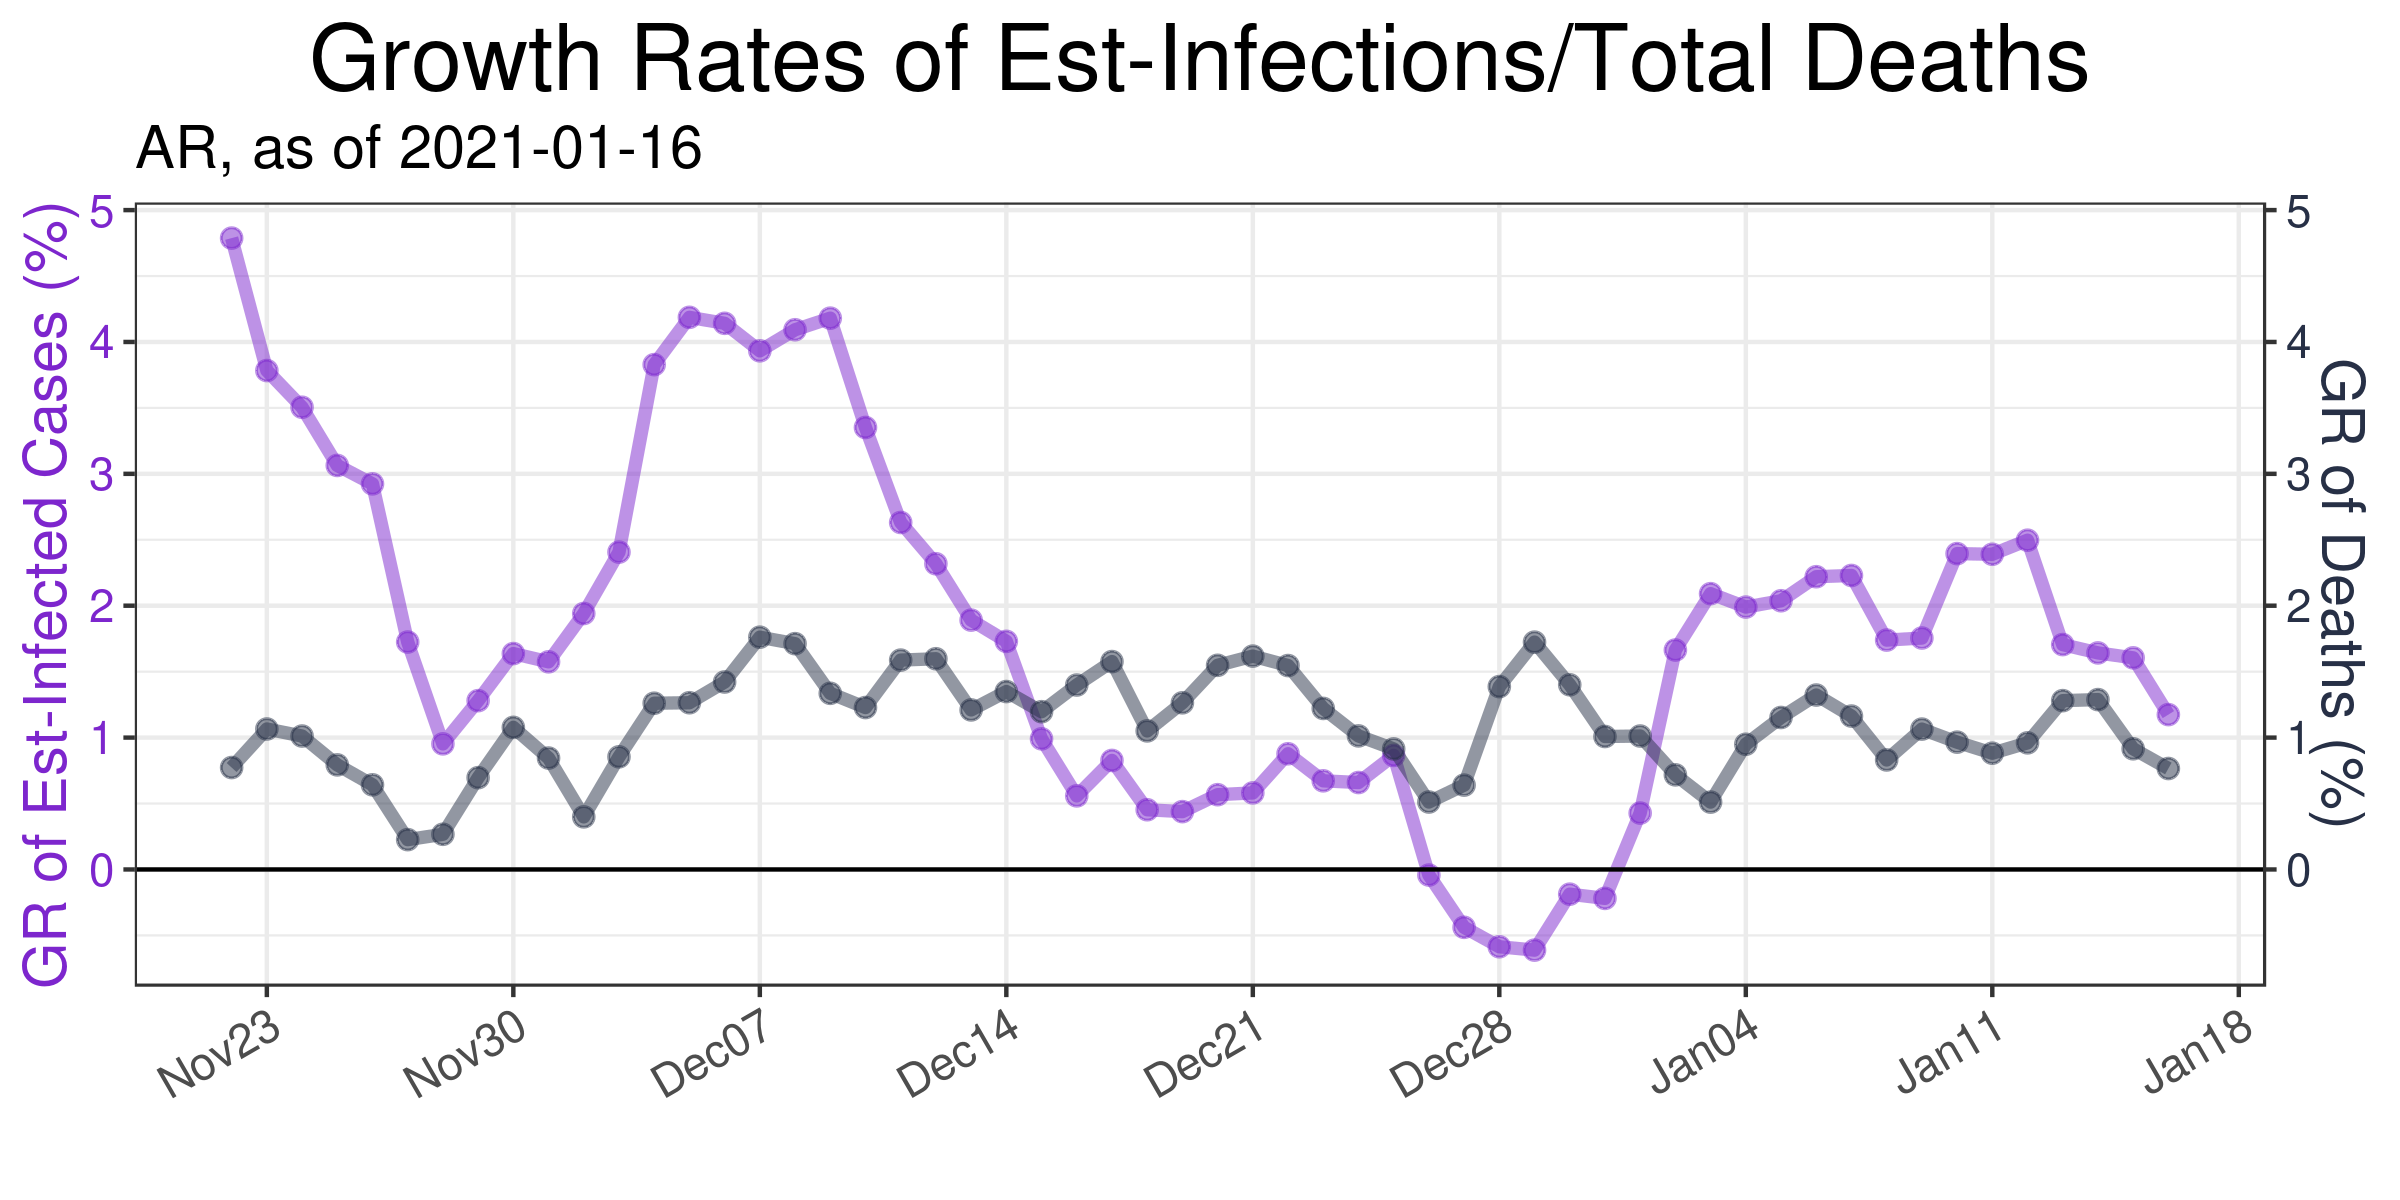 Growth Rates of Est-Infections/Total Deaths
AR, as of 2021-01-16
GR of Est-Infected Cases (%)
5
4
3
2
1
0
5
4
3
2
1
0
GR of Deaths (%)
Nov23
Nov30
Dec07
Dec14
Dec21
Dec28
Jan04
Jan11
Jan18